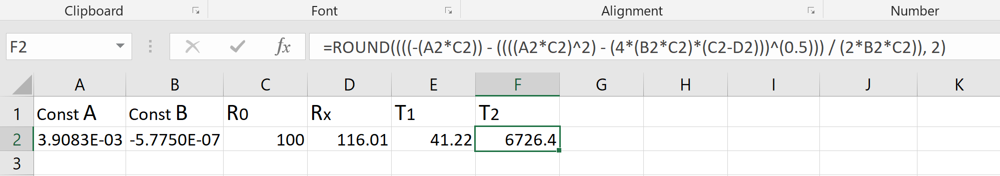 Clipboard Font Alignment Number
F2 fx =ROUND((((-(A2*C2)) - ((((A2*C2)^2) - (4*(B2*C2)*(C2-D2)))^(0.5))) / (2*B2*C2)), 2)
A B C D E F G H I J K
1 Const A Const B R0 Rx T1 T2
2 3.9083E-03 -5.7750E-07 100 116.01 41.22 6726.4
3